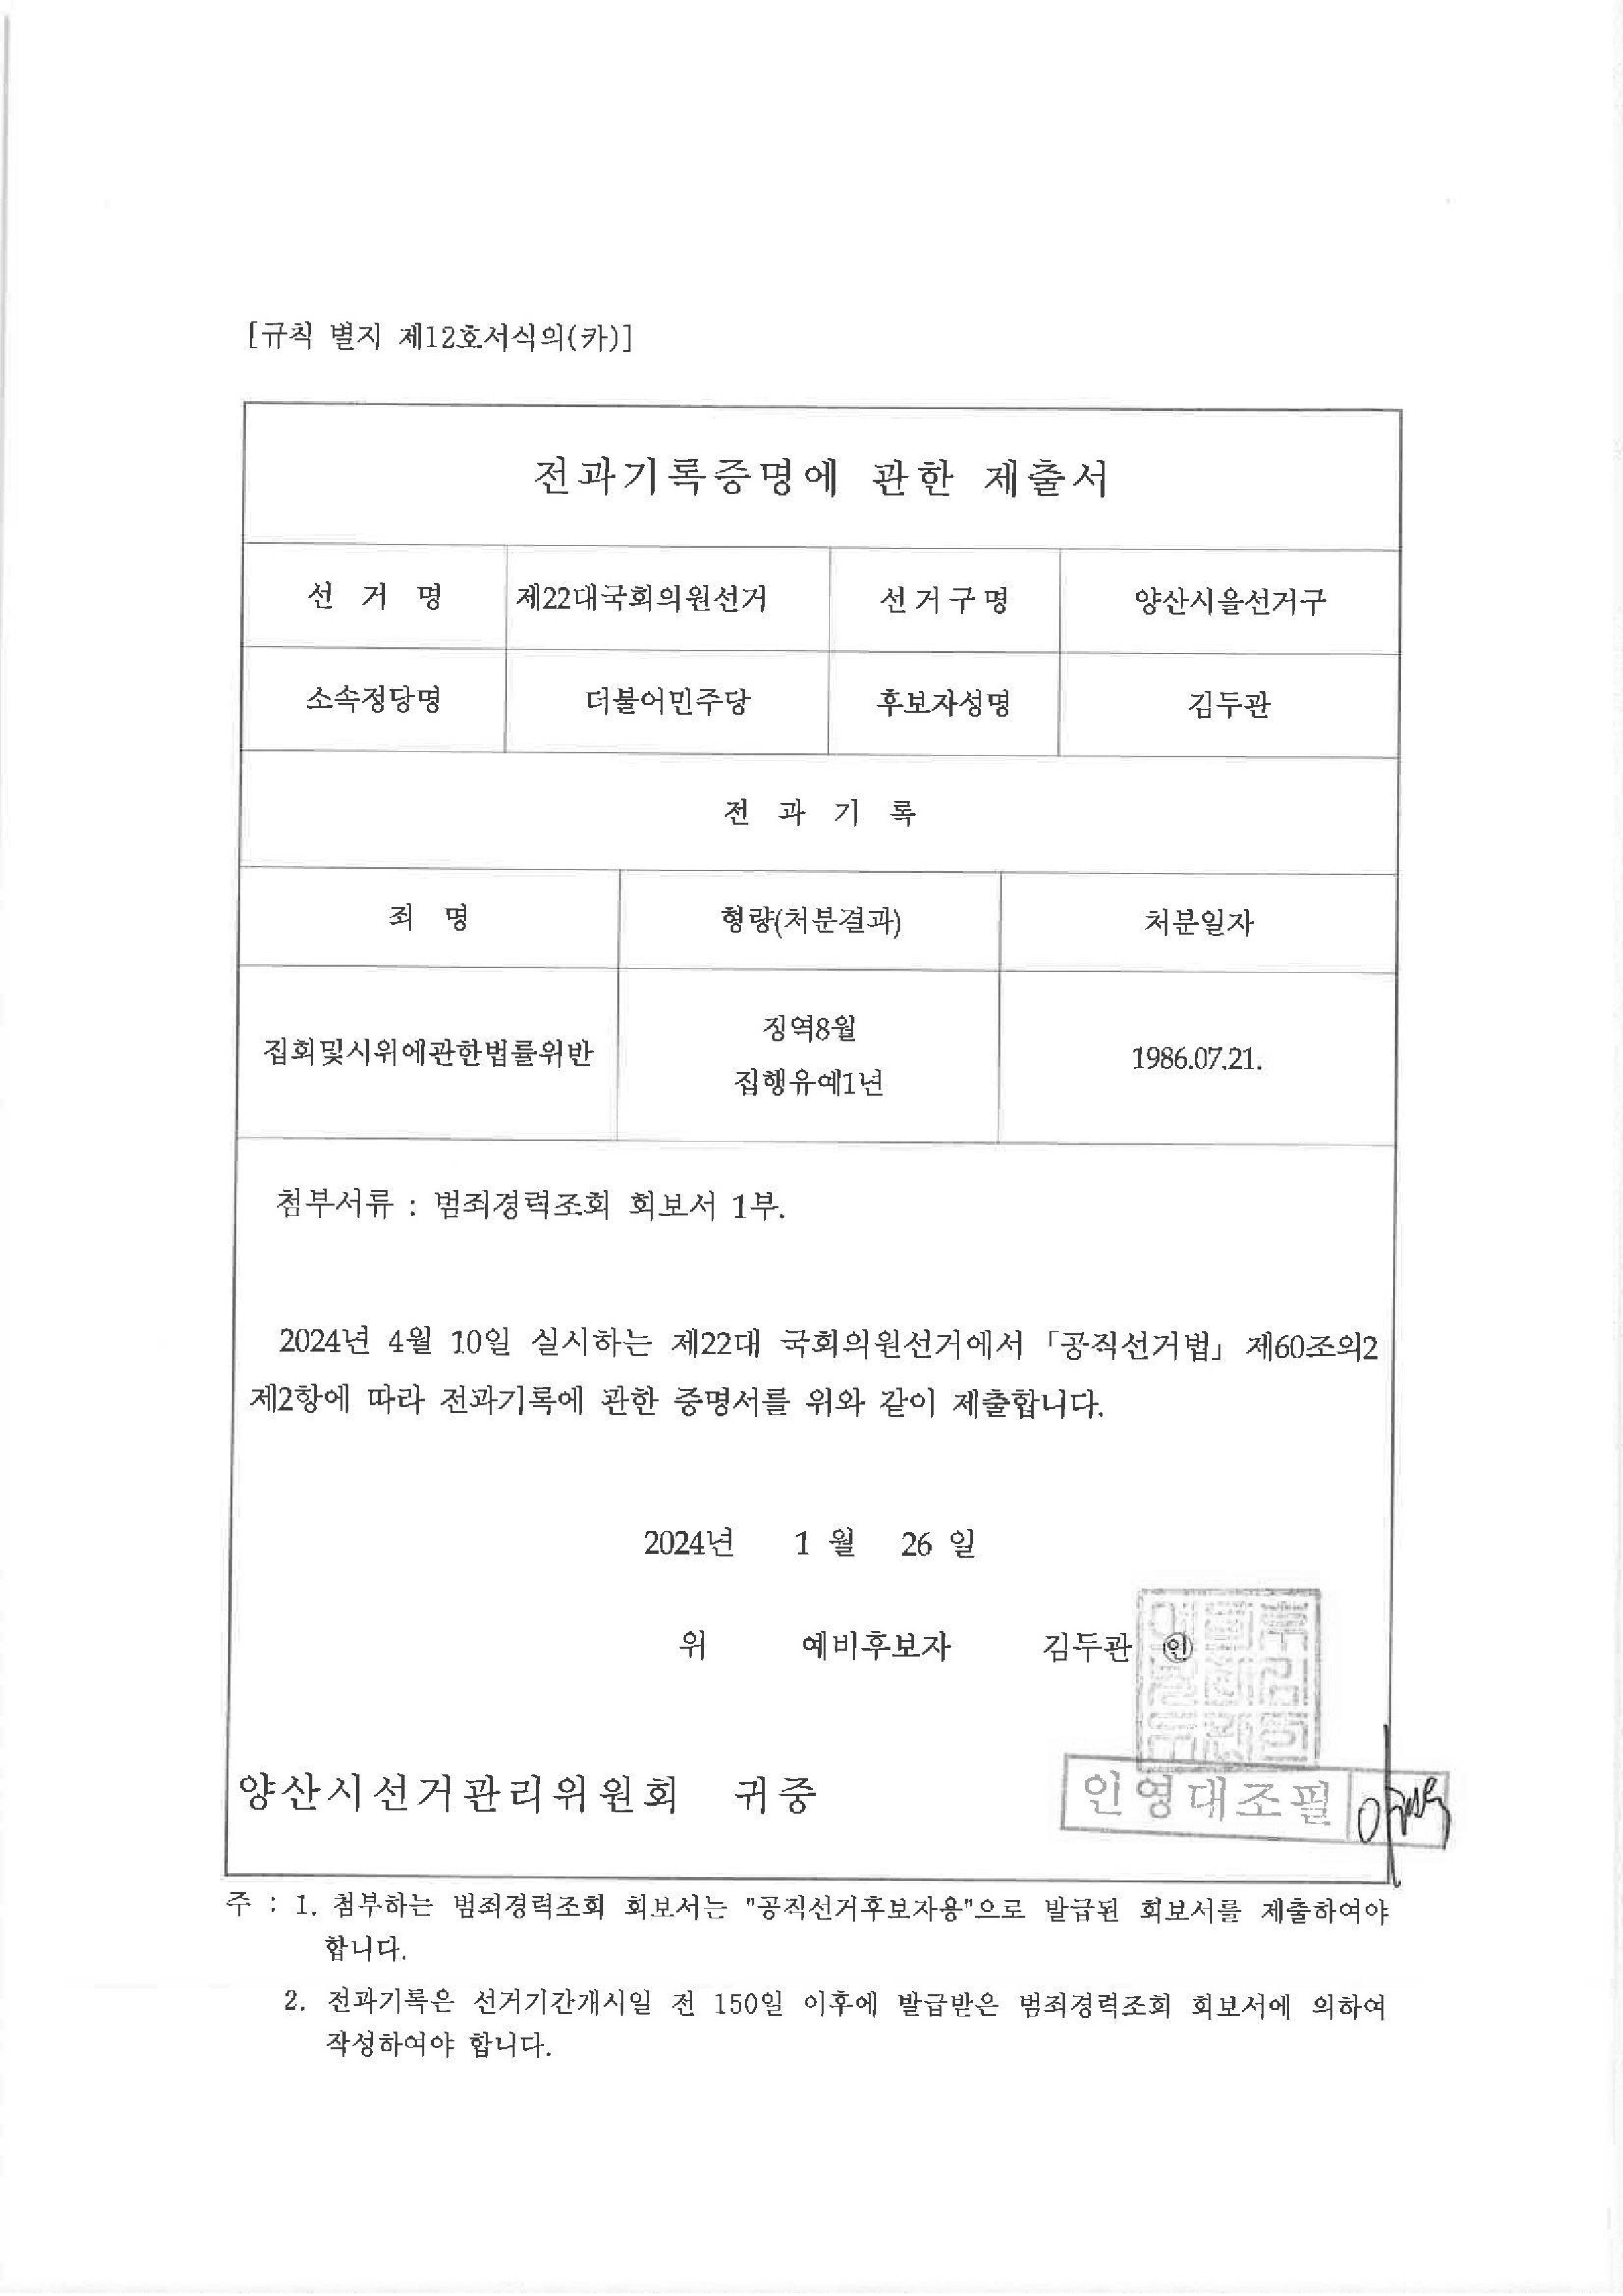 [규칙 별지 제12호서식의(카)]
전과기록증명에 관한 제출서
선 거 명 제22대국회의원선거 선거구명 양산시을선거구
소속정당명 더불어민주당 후보자성명 김두관
전 과 기 록
죄 명 형량(처분결과) 처분일자
집회및시위에관한법률위반 징역8월 집행유예1년 1986.07.21.
첨부서류 : 범죄경력조회 회보서 1부.
2024년 4월 10일 실시하는 제22대 국회의원선거에서 「공직선거법」 제60조의2
제2항에 따라 전과기록에 관한 증명서를 위와 같이 제출합니다.
2024년 1 월 26 일
위 예비후보자 김두관 ㊞
양산시선거관리위원회 귀중
인영대조필
주 : 1. 첨부하는 범죄경력조회 회보서는 "공직선거후보자용"으로 발급된 회보서를 제출하여야
합니다.
2. 전과기록은 선거기간개시일 전 150일 이후에 발급받은 범죄경력조회 회보서에 의하여
작성하여야 합니다.